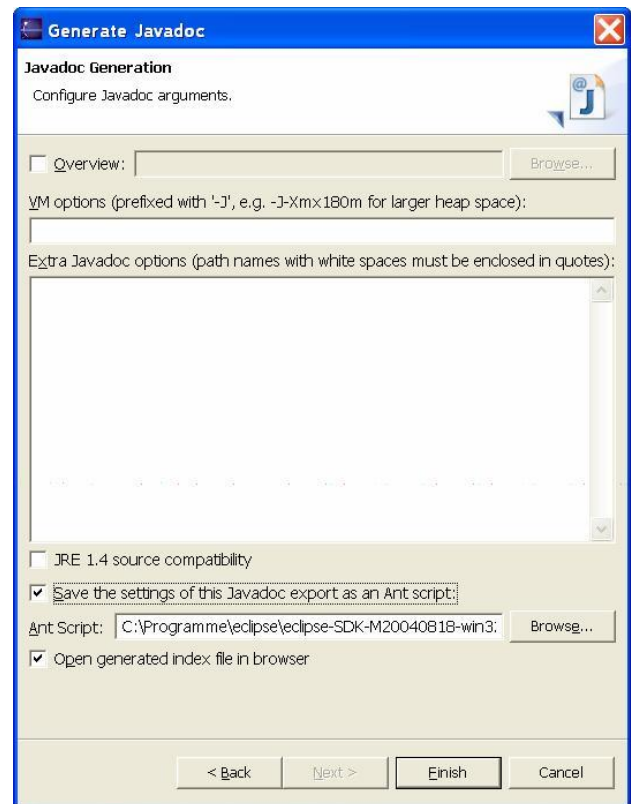 Generate Javadoc
Javadoc Generation
Configure Javadoc arguments.
@
J
Overview: Browse...
VM options (prefixed with '-J', e.g. -J-Xmx180m for larger heap space):
Extra Javadoc options (path names with white spaces must be enclosed in quotes):
JRE 1.4 source compatibility
Save the settings of this Javadoc export as an Ant script:
Ant Script: C:\Programme\eclipse\eclipse-SDK-M20040818-win3 Browse...
Open generated index file in browser
< Back Next > Finish Cancel